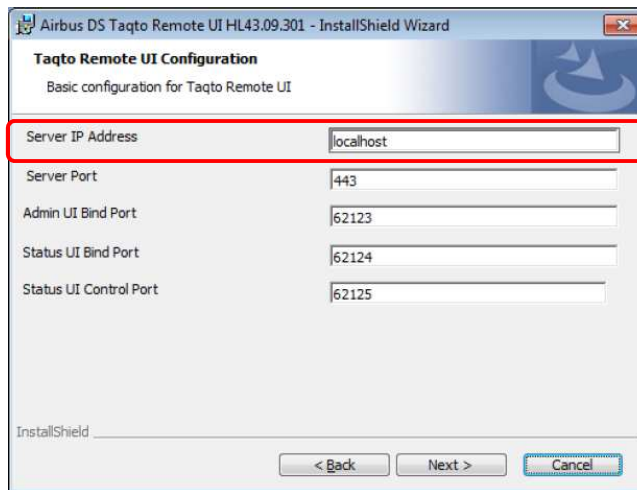 Airbus DS Taqto Remote UI HL43.09.301 - InstallShield Wizard
Taqto Remote UI Configuration
Basic configuration for Taqto Remote UI
Server IP Address localhost
Server Port 443
Admin UI Bind Port 62123
Status UI Bind Port 62124
Status UI Control Port 62125
InstallShield
< Back Next > Cancel